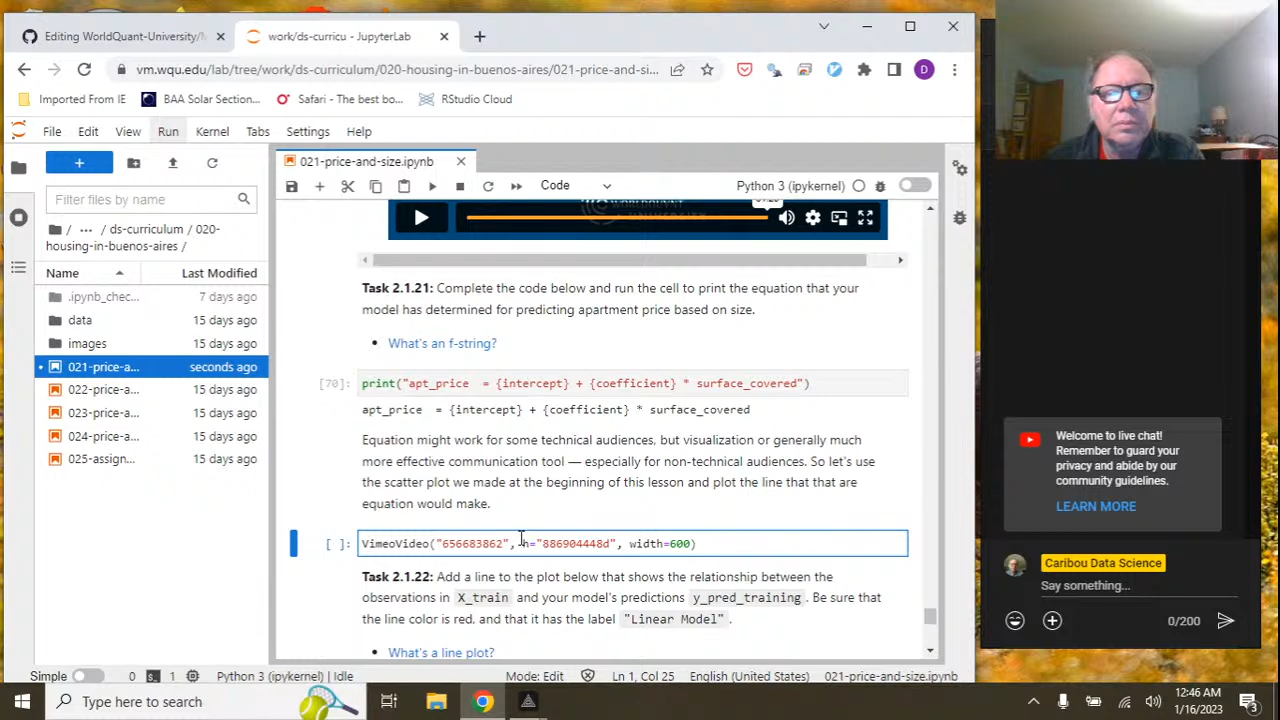 Editing WorldQuant-University/
work/ds-curricu - JupyterLab
vm.wqu.edu/lab/tree/work/ds-curriculum/020-housing-in-buenos-aires/021-price-and-si...
D
Imported From IE
BAA Solar Section...
Safari - The best bo...
RStudio Cloud
File Edit View Run Kernel Tabs Settings Help
021-price-and-size.ipynb
Filter files by name
Code
Python 3 (ipykernel)
/ ... / ds-curriculum / 020-
housing-in-buenos-aires /
Name Last Modified
.ipynb_chec... 7 days ago
data 15 days ago
images 15 days ago
021-price-a... seconds ago
022-price-a... 15 days ago
023-price-a... 15 days ago
024-price-a... 15 days ago
025-assign... 15 days ago
Task 2.1.21: Complete the code below and run the cell to print the equation that your
model has determined for predicting apartment price based on size.
What's an f-string?
[70]: print("apt_price = {intercept} + {coefficient} * surface_covered")
apt_price = {intercept} + {coefficient} * surface_covered
Equation might work for some technical audiences, but visualization or generally much
more effective communication tool — especially for non-technical audiences. So let's use
the scatter plot we made at the beginning of this lesson and plot the line that that are
equation would make.
[ ]: VimeoVideo("656683862", h="886904448d", width=600)
Task 2.1.22: Add a line to the plot below that shows the relationship between the
observations in X_train and your model's predictions y_pred_training. Be sure that
the line color is red, and that it has the label "Linear Model".
What's a line plot?
Simple 0 1 Python 3 (ipykernel) | Idle Mode: Edit Ln 1, Col 25 English (United States) 021-price-and-size.ipynb
Welcome to live chat!
Remember to guard your
privacy and abide by our
community guidelines.
LEARN MORE
Caribou Data Science
Say something...
0/200
Type here to search
12:46 AM
1/16/2023
3